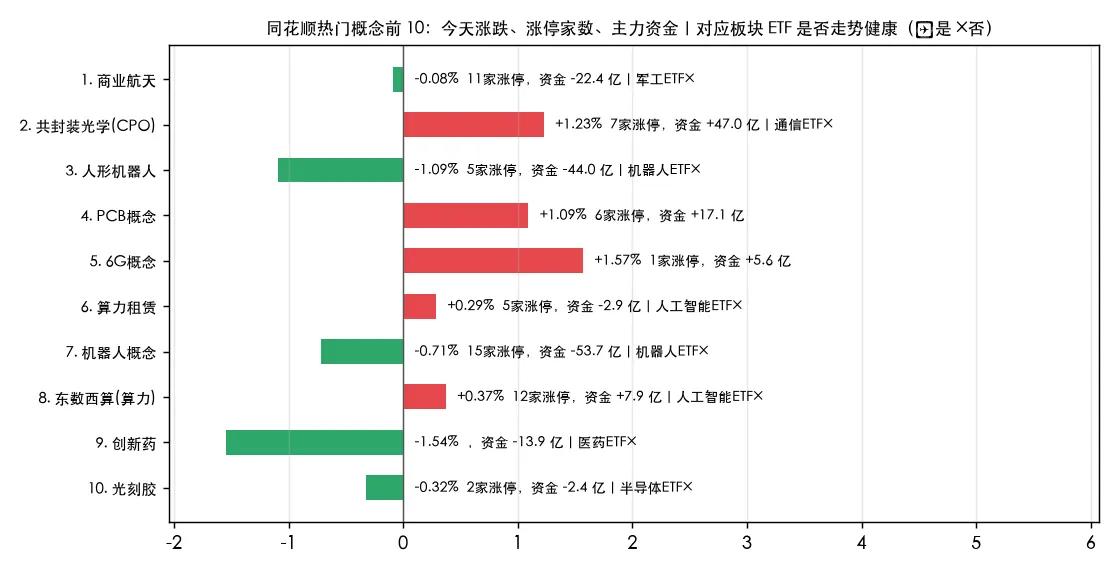 同花顺热门概念前 10：今天涨跌、涨停家数、主力资金 | 对应板块 ETF 是否走势健康（是 ×否）
1. 商业航天 -0.08% 11家涨停，资金 -22.4 亿 | 军工ETF×
2. 共封装光学(CPO) +1.23% 7家涨停，资金 +47.0 亿 | 通信ETF×
3. 人形机器人 -1.09% 5家涨停，资金 -44.0 亿 | 机器人ETF×
4. PCB概念 +1.09% 6家涨停，资金 +17.1 亿
5. 6G概念 +1.57% 1家涨停，资金 +5.6 亿
6. 算力租赁 +0.29% 5家涨停，资金 -2.9 亿 | 人工智能ETF×
7. 机器人概念 -0.71% 15家涨停，资金 -53.7 亿 | 机器人ETF×
8. 东数西算(算力) +0.37% 12家涨停，资金 +7.9 亿 | 人工智能ETF×
9. 创新药 -1.54% ，资金 -13.9 亿 | 医药ETF×
10. 光刻胶 -0.32% 2家涨停，资金 -2.4 亿 | 半导体ETF×
-2 -1 0 1 2 3 4 5 6